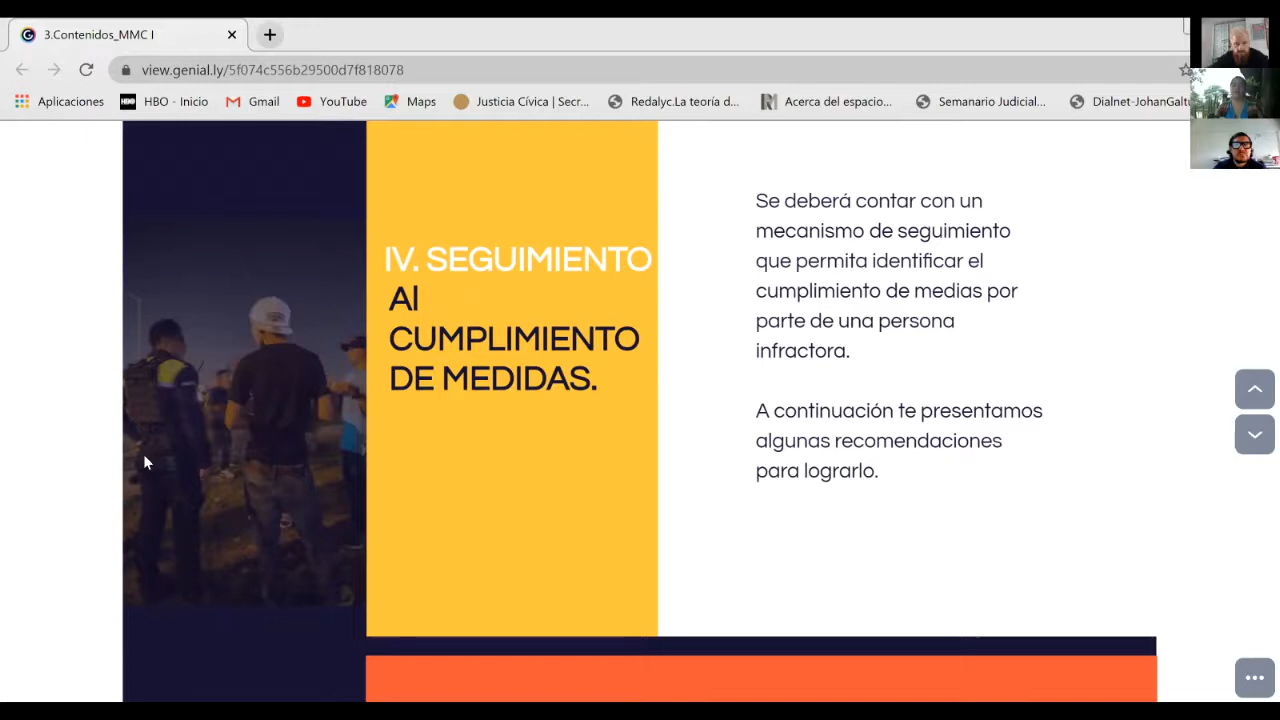 3.Contenidos_MMC I
view.genial.ly/5f074c556b29500d7f818078
Aplicaciones
HBO HBO - Inicio
Gmail
YouTube
Maps
Justicia Cívica | Secr...
Redalyc.La teoría d...
Acerca del espacio...
Semanario Judicial...
Dialnet-JohanGaltu
IV. SEGUIMIENTO
Al
CUMPLIMIENTO
DE MEDIDAS.
Se deberá contar con un
mecanismo de seguimiento
que permita identificar el
cumplimiento de medias por
parte de una persona
infractora.
A continuación te presentamos
algunas recomendaciones
para lograrlo.